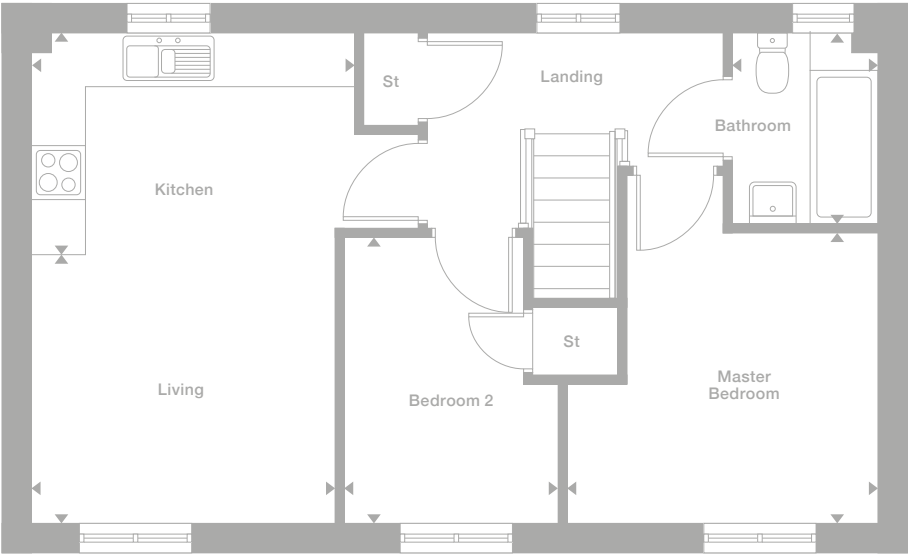 St
Landing
Bathroom
Kitchen
St
Living
Bedroom 2
Master
Bedroom